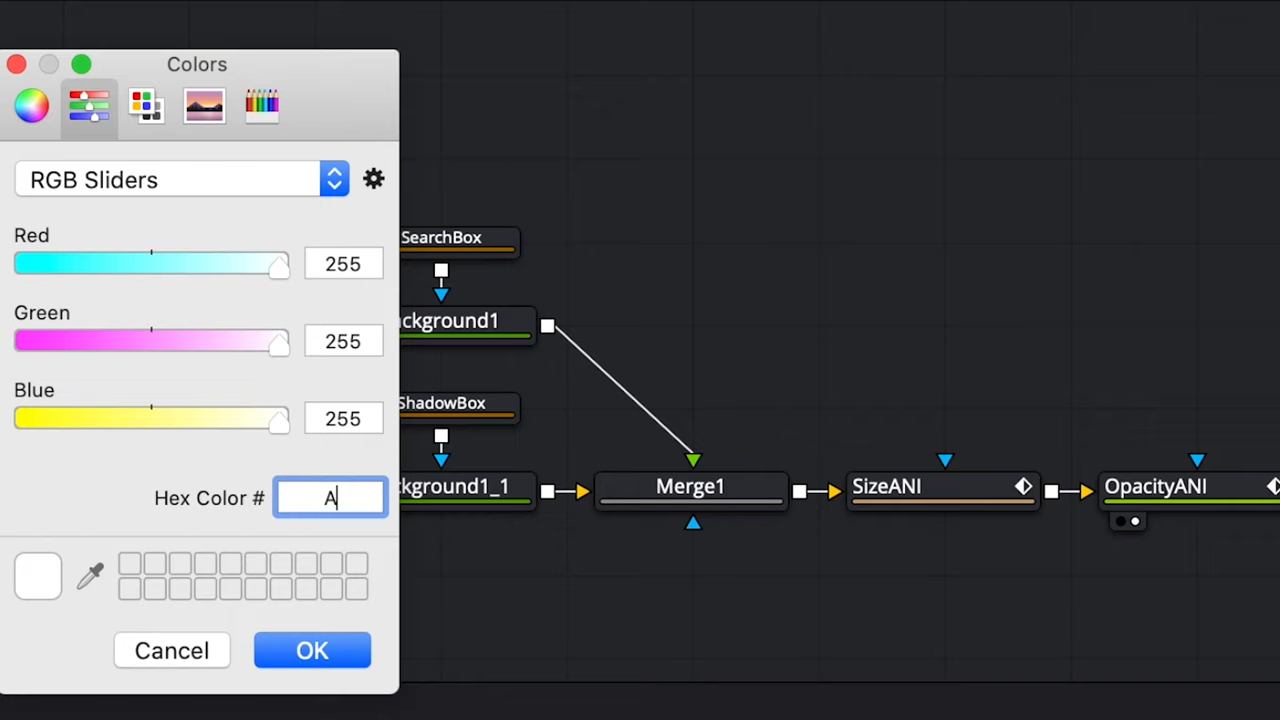 Colors
RGB Sliders
Red
255
Green
255
Blue
255
Hex Color # A
Cancel
OK
SearchBox
ckground1
ShadowBox
kground1_1
Merge1
SizeANI
OpacityANI